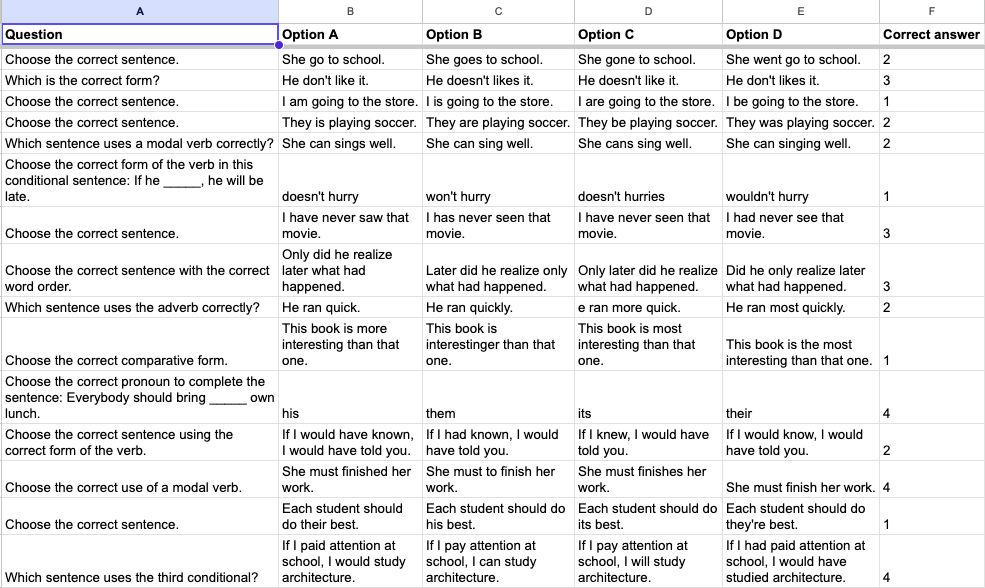 A B C D E F
Question Option A Option B Option C Option D Correct answer
Choose the correct sentence. She go to school. She goes to school. She gone to school. She went go to school. 2
Which is the correct form? He don't like it. He doesn't likes it. He doesn't like it. He don't likes it. 3
Choose the correct sentence. I am going to the store. I is going to the store. I are going to the store. I be going to the store. 1
Choose the correct sentence. They is playing soccer. They are playing soccer. They be playing soccer. They was playing soccer. 2
Which sentence uses a modal verb correctly? She can sings well. She can sing well. She cans sing well. She can singing well. 2
Choose the correct form of the verb in this
conditional sentence: If he _____, he will be
late. doesn't hurry won't hurry doesn't hurries wouldn't hurry 1
Choose the correct sentence. I have never saw that
movie. I has never seen that
movie. I have never seen that
movie. I had never see that
movie. 3
Choose the correct sentence with the correct
word order. Only did he realize
later what had
happened. Later did he realize only
what had happened. Only later did he realize
what had happened. Did he only realize later
what had happened. 3
Which sentence uses the adverb correctly? He ran quick. He ran quickly. e ran more quick. He ran most quickly. 2
Choose the correct comparative form. This book is more
interesting than that
one. This book is
interestinger than that
one. This book is most
interesting than that
one. This book is the most
interesting than that one. 1
Choose the correct pronoun to complete the
sentence: Everybody should bring _____ own
lunch. his them its their 4
Choose the correct sentence using the
correct form of the verb. If I would have known,
I would have told you. If I had known, I would
have told you. If I knew, I would have
told you. If I would know, I would
have told you. 2
Choose the correct use of a modal verb. She must finished her
work. She must to finish her
work. She must finishes her
work. She must finish her work. 4
Choose the correct sentence. Each student should
do their best. Each student should do
his best. Each student should do
its best. Each student should do
they're best. 1
Which sentence uses the third conditional? If I paid attention at
school, I would study
architecture. If I pay attention at
school, I can study
architecture. If I pay attention at
school, I will study
architecture. If I had paid attention at
school, I would have
studied architecture. 4